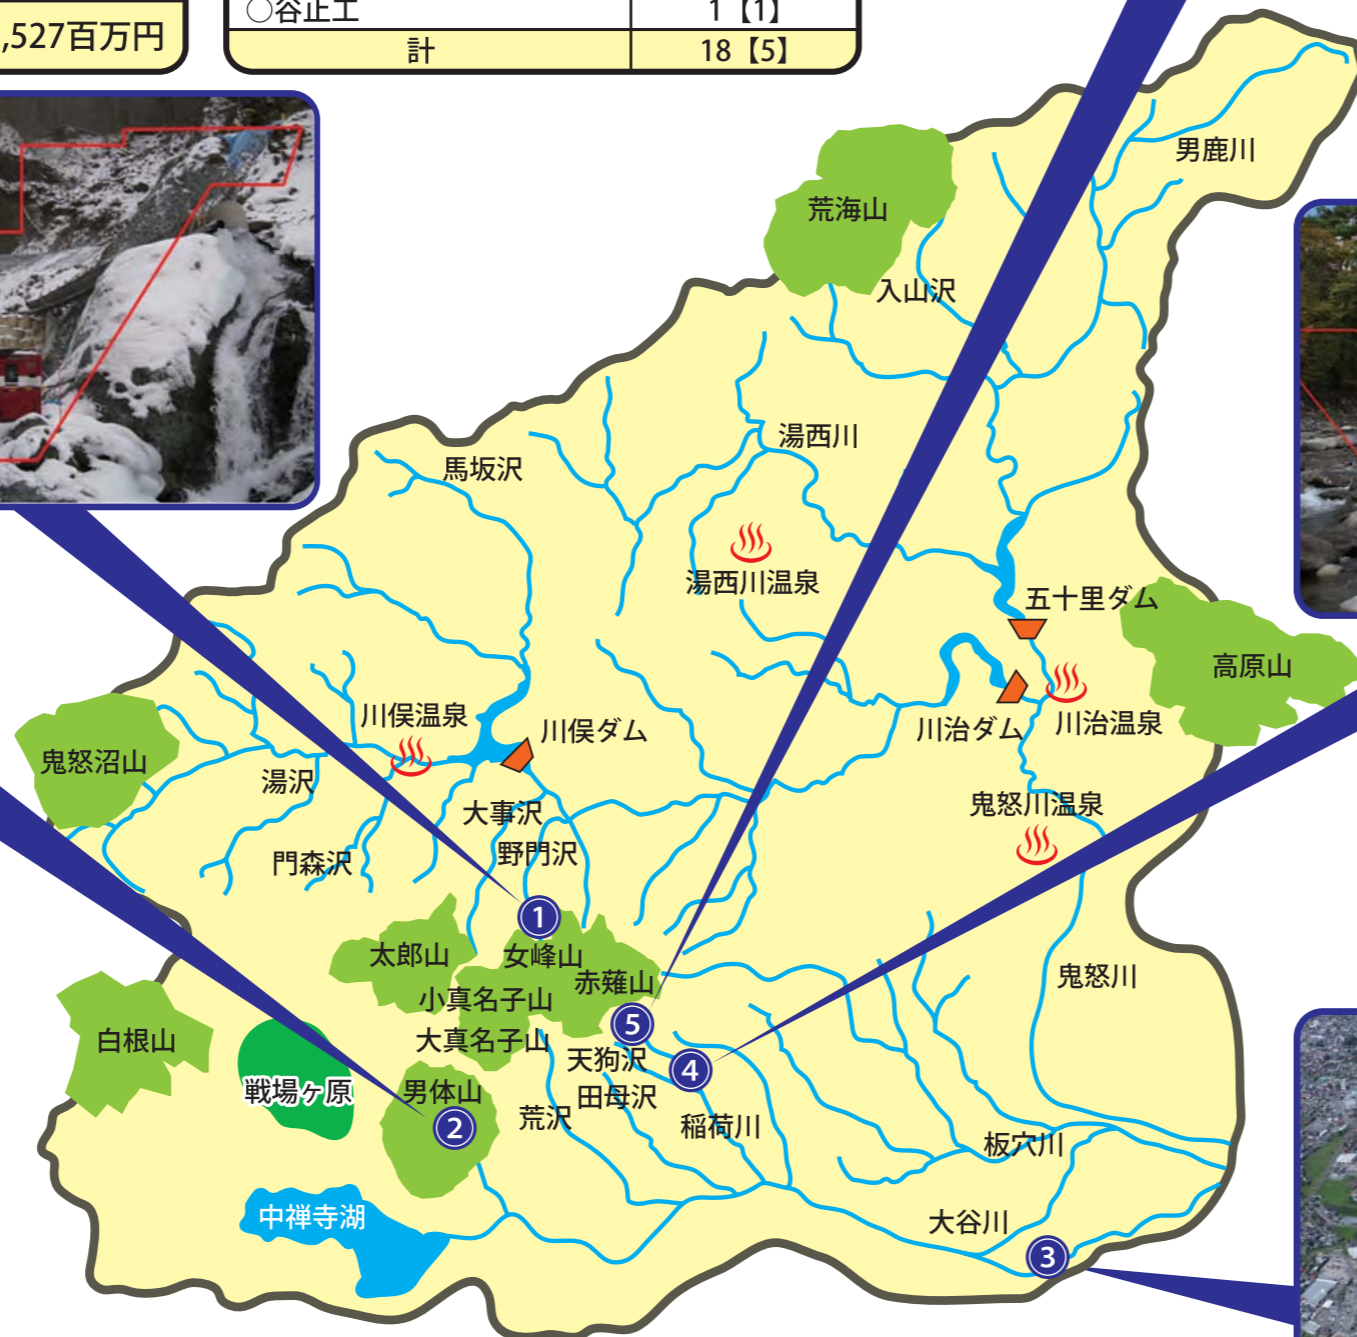 ,527百万円
○谷止工 1【1】
計 18【5】
男鹿川
荒海山
入山沢
湯西川
馬坂沢
湯西川温泉
五十里ダム
高原山
川俣温泉
川俣ダム
川治ダム
川治温泉
鬼怒沼山
湯沢
大事沢
鬼怒川温泉
野門沢
門森沢
1
太郎山
女峰山
赤薙山
鬼怒川
小真名子山
5
白根山
大真名子山
天狗沢
4
戦場ヶ原
男体山
田母沢
荒沢
稲荷川
2
板穴川
中禅寺湖
大谷川
3